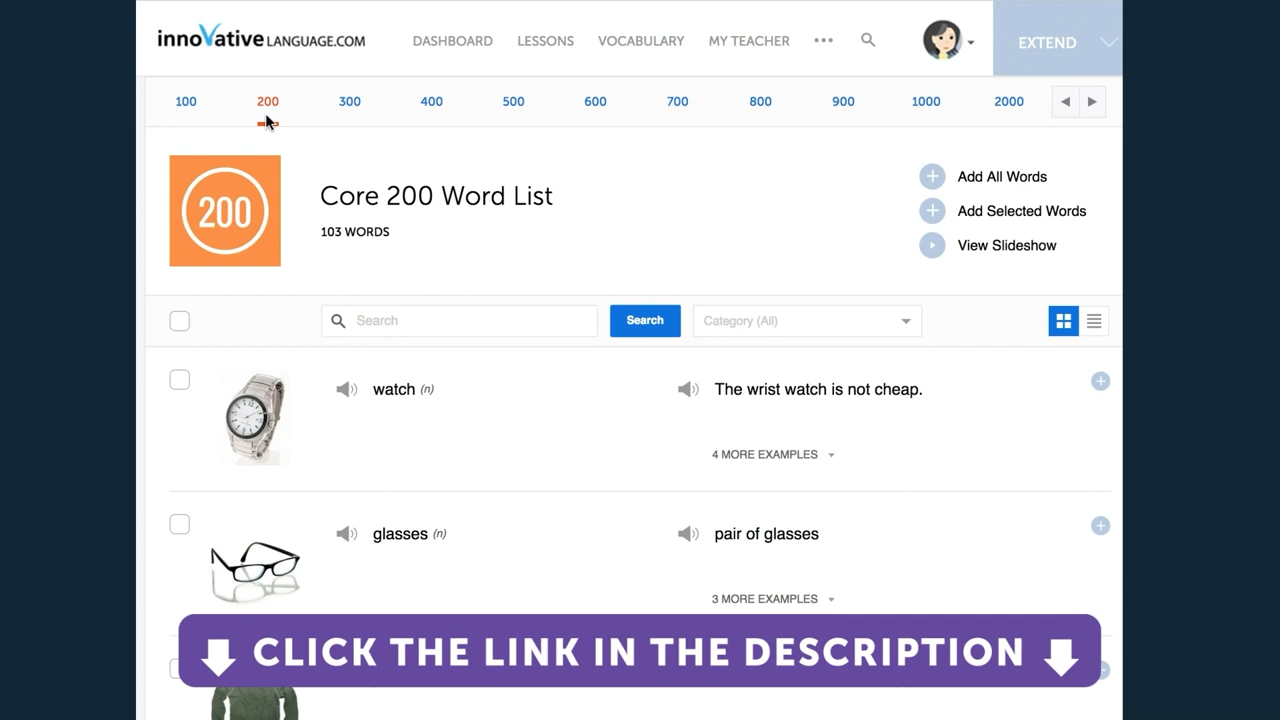 innoVative LANGUAGE.COM
DASHBOARD LESSONS VOCABULARY MY TEACHER ••• EXTEND
100 200 300 400 500 600 700 800 900 1000 2000
200
Core 200 Word List
103 WORDS
Add All Words
Add Selected Words
View Slideshow
Search Search Category (All)
watch (n) The wrist watch is not cheap.
4 MORE EXAMPLES
glasses (n) pair of glasses
3 MORE EXAMPLES
CLICK THE LINK IN THE DESCRIPTION